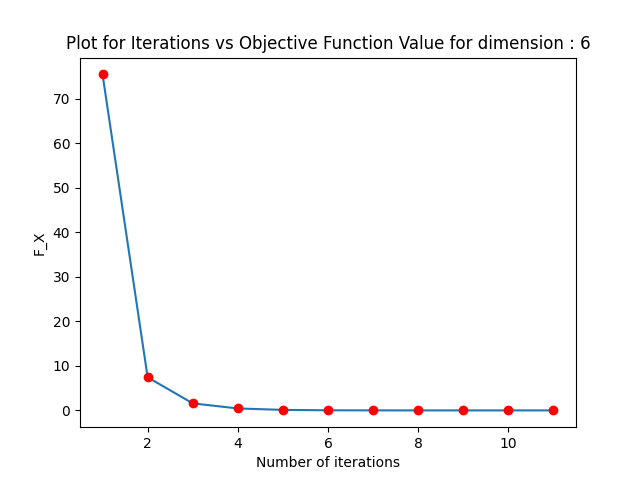 Plot for Iterations vs Objective Function Value for dimension : 6
70
60
50
40
30
20
10
0
F_X
2 4 6 8 10
Number of iterations